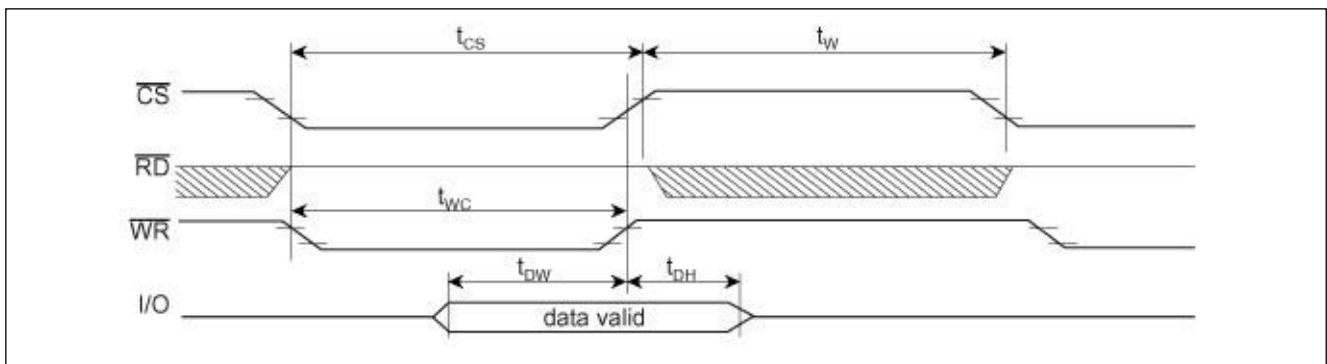 tCS
tW
CS
RD
tWC
WR
tDW
tDH
I/O
data valid